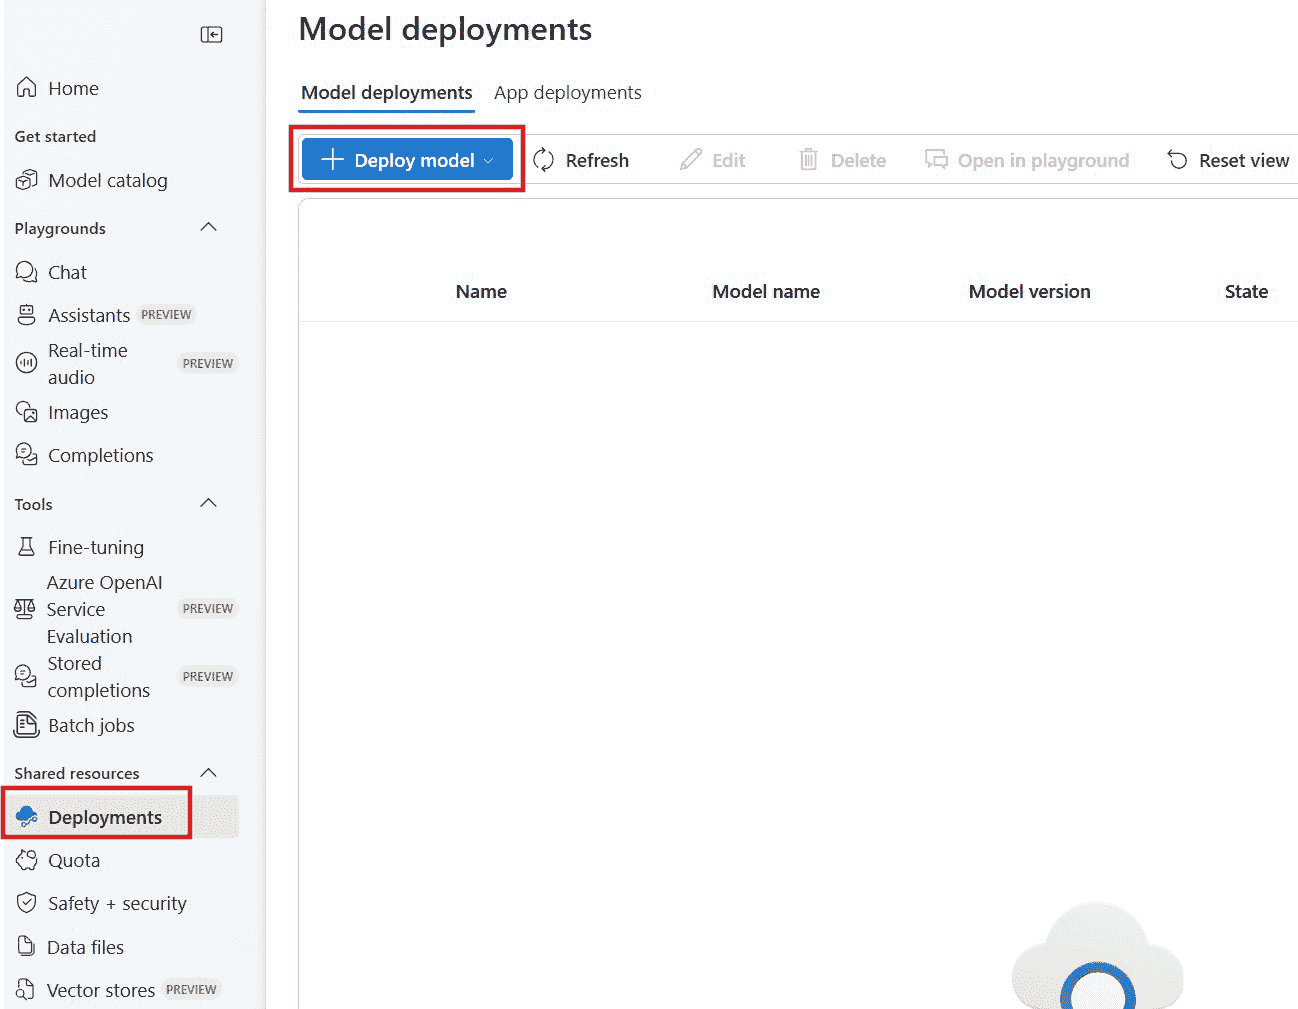 Model deployments
Home
Model deployments App deployments
Get started
Deploy model Refresh Edit Delete Open in playground Reset view
Model catalog
Playgrounds
Chat
Name Model name Model version State
Assistants PREVIEW
Real-time
audio PREVIEW
Images
Completions
Tools
Fine-tuning
Azure OpenAI
Service PREVIEW
Evaluation
Stored
completions PREVIEW
Batch jobs
Shared resources
Deployments
Quota
Safety + security
Data files
Vector stores PREVIEW